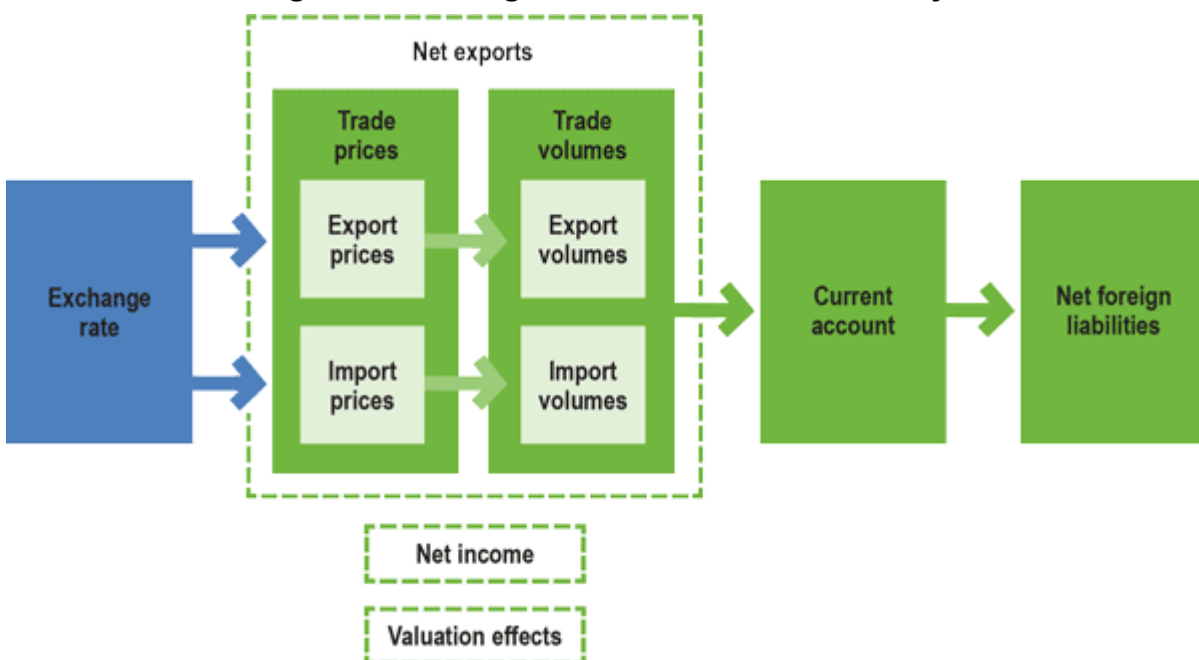 Net exports
Trade
prices
Trade
volumes
Export
prices
Export
volumes
Exchange
rate
Import
prices
Import
volumes
Current
account
Net foreign
liabilities
Net income
Valuation effects